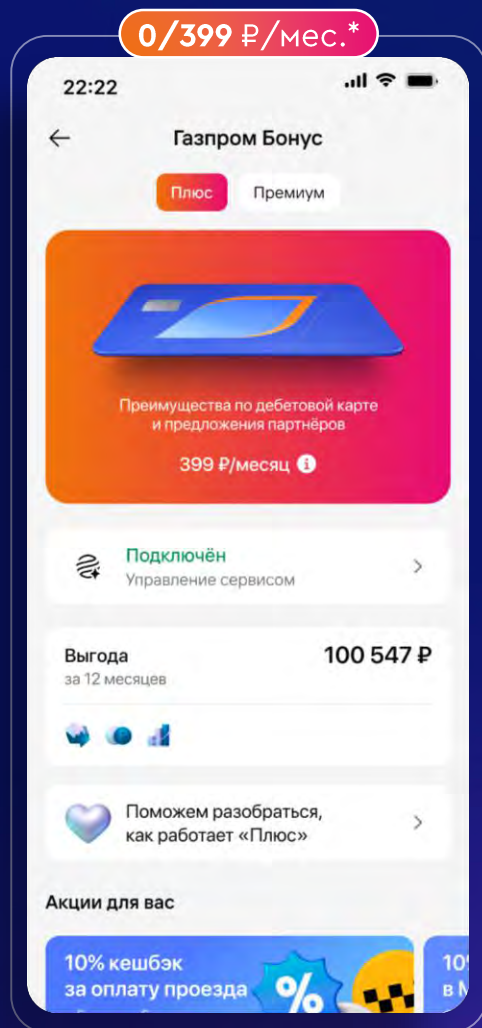 0/399 ₽/мес.*
22:22
Газпром Бонус
Плюс Премиум
Преимущества по дебетовой карте
и предложения партнёров
399 ₽/месяц
Подключён
Управление сервисом
Выгода 100 547 ₽
за 12 месяцев
Поможем разобраться,
как работает «Плюс»
Акции для вас
10% кешбэк
за оплату проезда
%